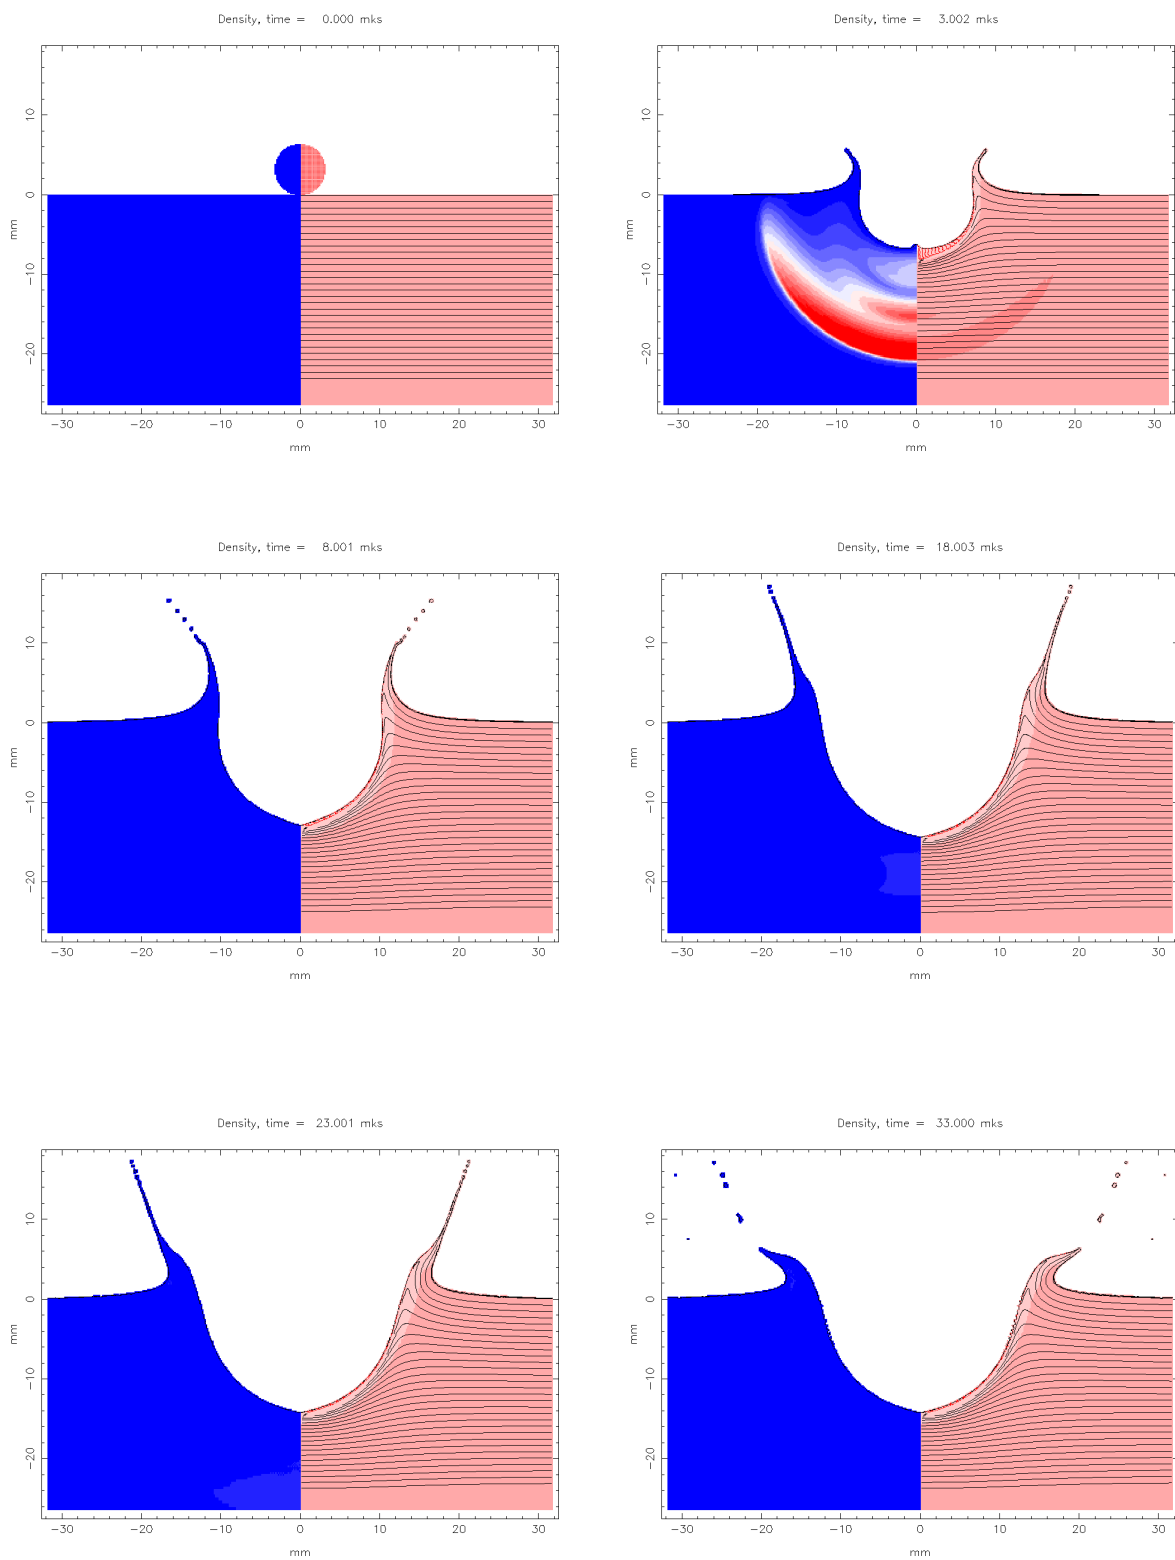 Density, time = 0.000 mks
Density, time = 3.002 mks
10
0
−10
−20
mm
−30 −20 −10 0 10 20 30
mm
10
0
−10
−20
mm
−30 −20 −10 0 10 20 30
mm
Density, time = 8.001 mks
Density, time = 18.003 mks
10
0
−10
−20
mm
−30 −20 −10 0 10 20 30
mm
10
0
−10
−20
mm
−30 −20 −10 0 10 20 30
mm
Density, time = 23.001 mks
Density, time = 33.000 mks
10
0
−10
−20
mm
−30 −20 −10 0 10 20 30
mm
10
0
−10
−20
mm
−30 −20 −10 0 10 20 30
mm